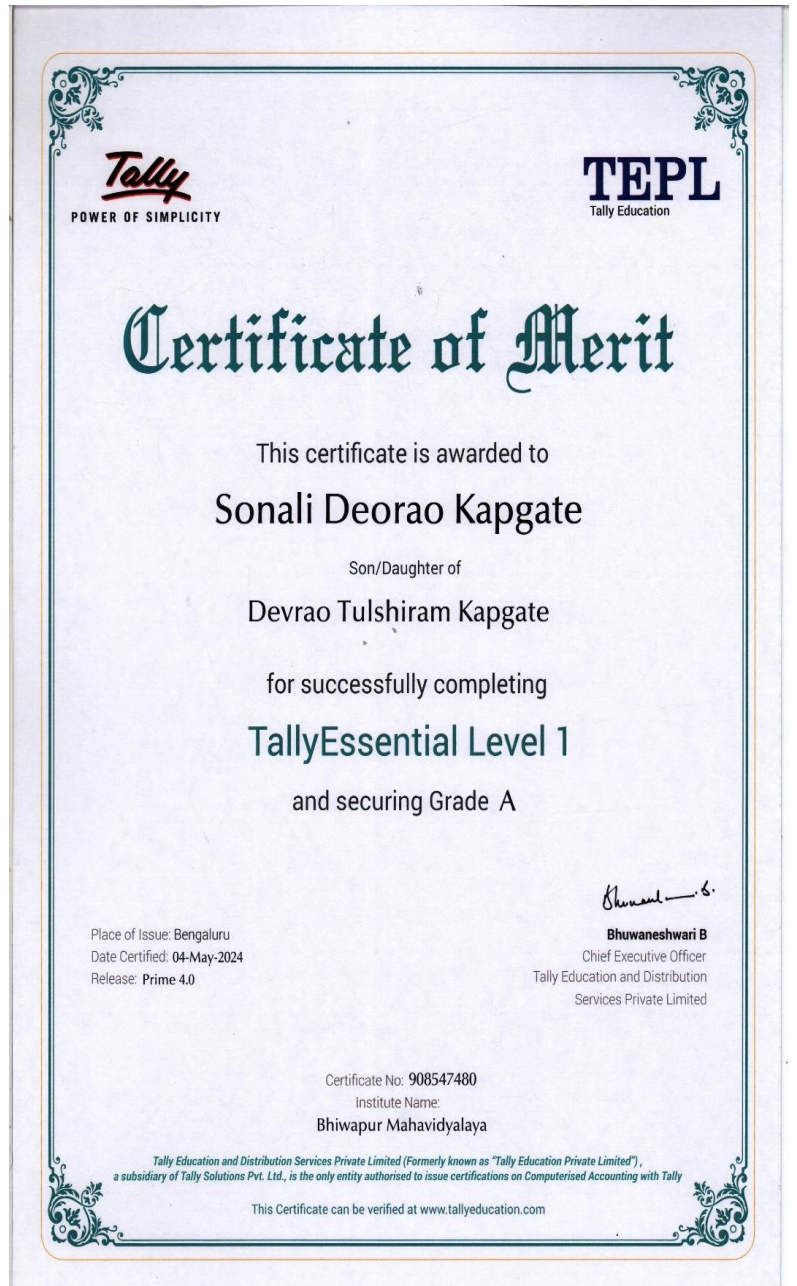 Tally
POWER OF SIMPLICITY
TEPL
Tally Education
Certificate of Merit
This certificate is awarded to
Sonali Deorao Kapgate
Son/Daughter of
Devrao Tulshiram Kapgate
for successfully completing
TallyEssential Level 1
and securing Grade A
Place of Issue: Bengaluru
Date Certified: 04-May-2024
Release: Prime 4.0
Bhuwaneshwari B
Chief Executive Officer
Tally Education and Distribution
Services Private Limited
Certificate No: 908547480
Institute Name:
Bhiwapur Mahavidyalaya
Tally Education and Distribution Services Private Limited (Formerly known as "Tally Education Private Limited") ,
a subsidiary of Tally Solutions Pvt. Ltd., is the only entity authorised to issue certifications on Computerised Accounting with Tally
This Certificate can be verified at www.tallyeducation.com